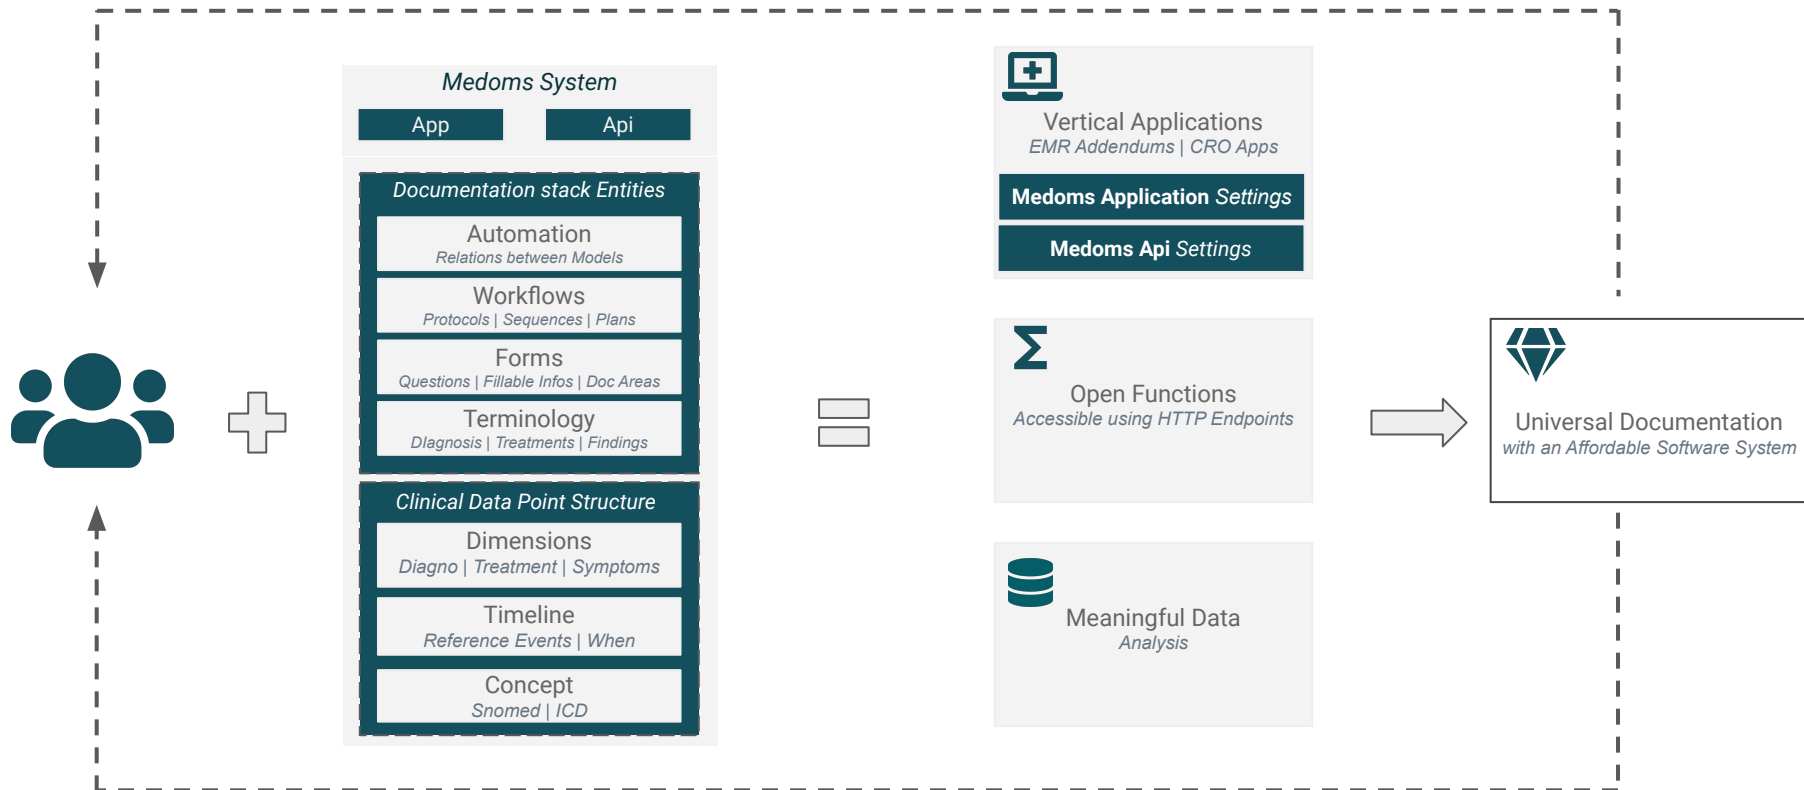 Medoms System
App
Api
Documentation stack Entities
Automation
Relations between Models
Workflows
Protocols | Sequences | Plans
Forms
Questions | Fillable Infos | Doc Areas
Terminology
DIagnosis | Treatments | Findings
Clinical Data Point Structure
Dimensions
Diagno | Treatment | Symptoms
Timeline
Reference Events | When
Concept
Snomed | ICD
Vertical Applications
EMR Addendums | CRO Apps
Medoms Application Settings
Medoms Api Settings
Open Functions
Accessible using HTTP Endpoints
Meaningful Data
Analysis
Universal Documentation
with an Affordable Software System